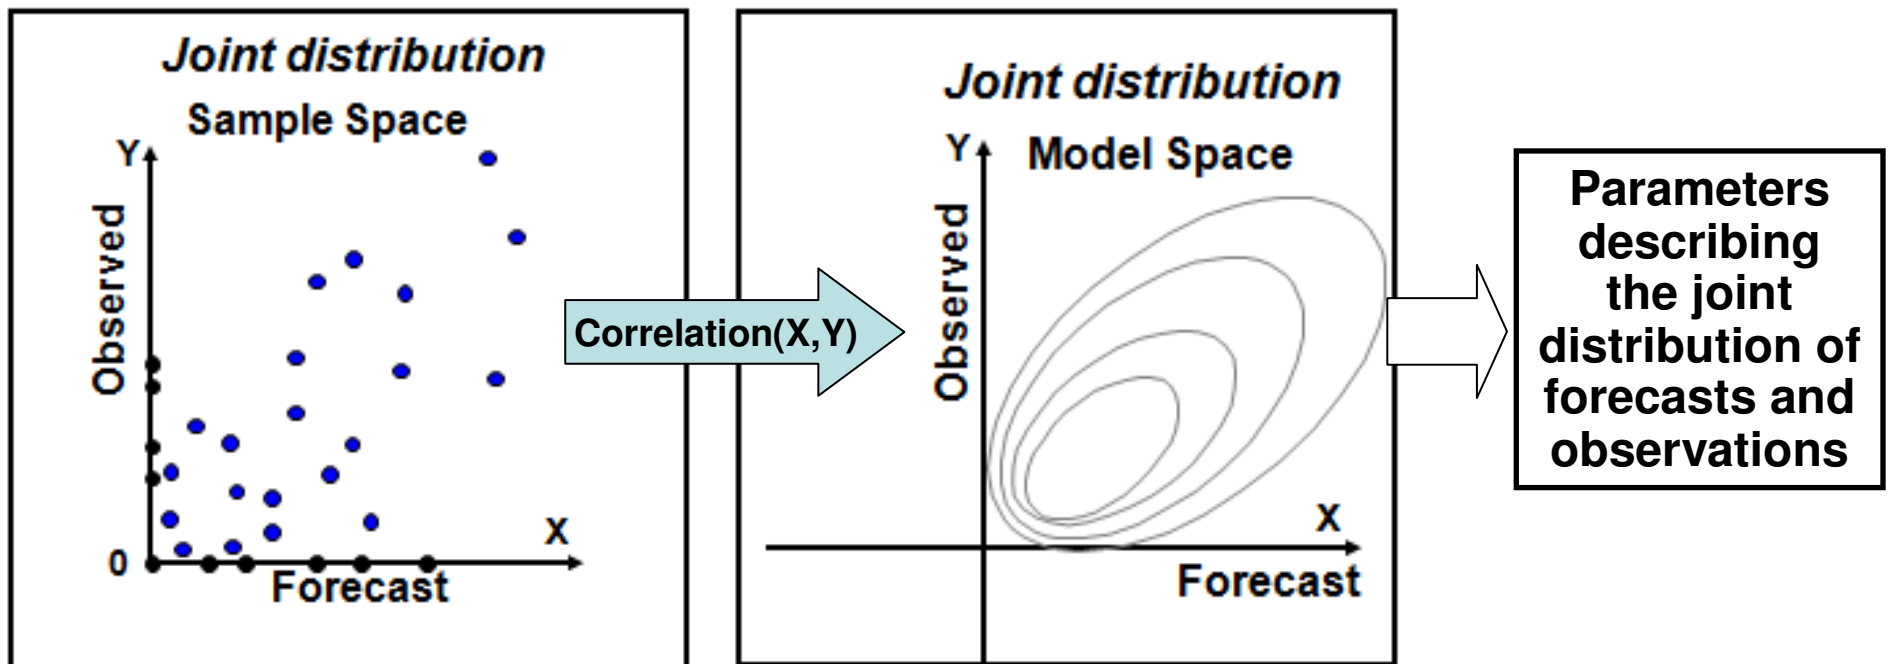 Joint distribution
Sample Space
Y
Observed
0
X
Forecast
Correlation(X,Y)
Joint distribution
Model Space
Y
Observed
X
Forecast
Parameters
describing
the joint
distribution of
forecasts and
observations